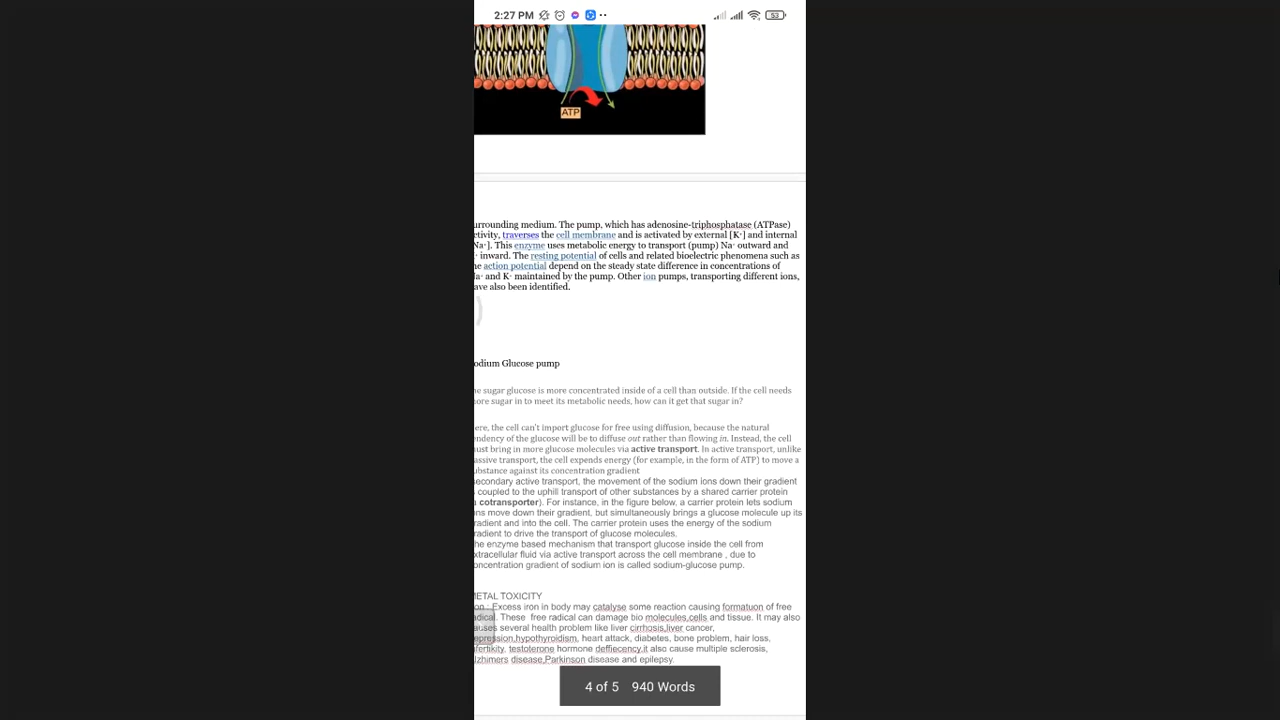 2:27 PM
53
ATP
urrounding medium. The pump, which has adenosine-triphosphatase (ATPase)
ctivity, traverses the cell membrane and is activated by external [K+] and internal
Na+]. This enzyme uses metabolic energy to transport (pump) Na+ outward and
+ inward. The resting potential of cells and related bioelectric phenomena such as
he action potential depend on the steady state difference in concentrations of
Na+ and K+ maintained by the pump. Other ion pumps, transporting different ions,
ave also been identified.
odium Glucose pump
he sugar glucose is more concentrated inside of a cell than outside. If the cell needs
more sugar in to meet its metabolic needs, how can it get that sugar in?
ere, the cell can't import glucose for free using diffusion, because the natural
endency of the glucose will be to diffuse out rather than flowing in. Instead, the cell
ust bring in more glucose molecules via active transport. In active transport, unlike
assive transport, the cell expends energy (for example, in the form of ATP) to move a
ubstance against its concentration gradient
secondary active transport, the movement of the sodium ions down their gradient
coupled to the uphill transport of other substances by a shared carrier protein
cotransporter). For instance, in the figure below, a carrier protein lets sodium
ns move down their gradient, but simultaneously brings a glucose molecule up its
radient and into the cell. The carrier protein uses the energy of the sodium
radient to drive the transport of glucose molecules.
he enzyme based mechanism that transport glucose inside the cell from
xtracellular fluid via active transport across the cell membrane , due to
oncentration gradient of sodium ion is called sodium-glucose pump.
METAL TOXICITY
on : Excess iron in body may catalyse some reaction causing formatuon of free
adical. These free radical can damage bio molecules,cells and tissue. It may also
auses several health problem like liver cirrhosis,liver cancer,
epression,hypothyroidism, heart attack, diabetes, bone problem, hair loss,
nfertikity, testoterone hormone deffiecency,it also cause multiple sclerosis,
lzhimers disease,Parkinson disease and epilepsy.
4 of 5 940 Words